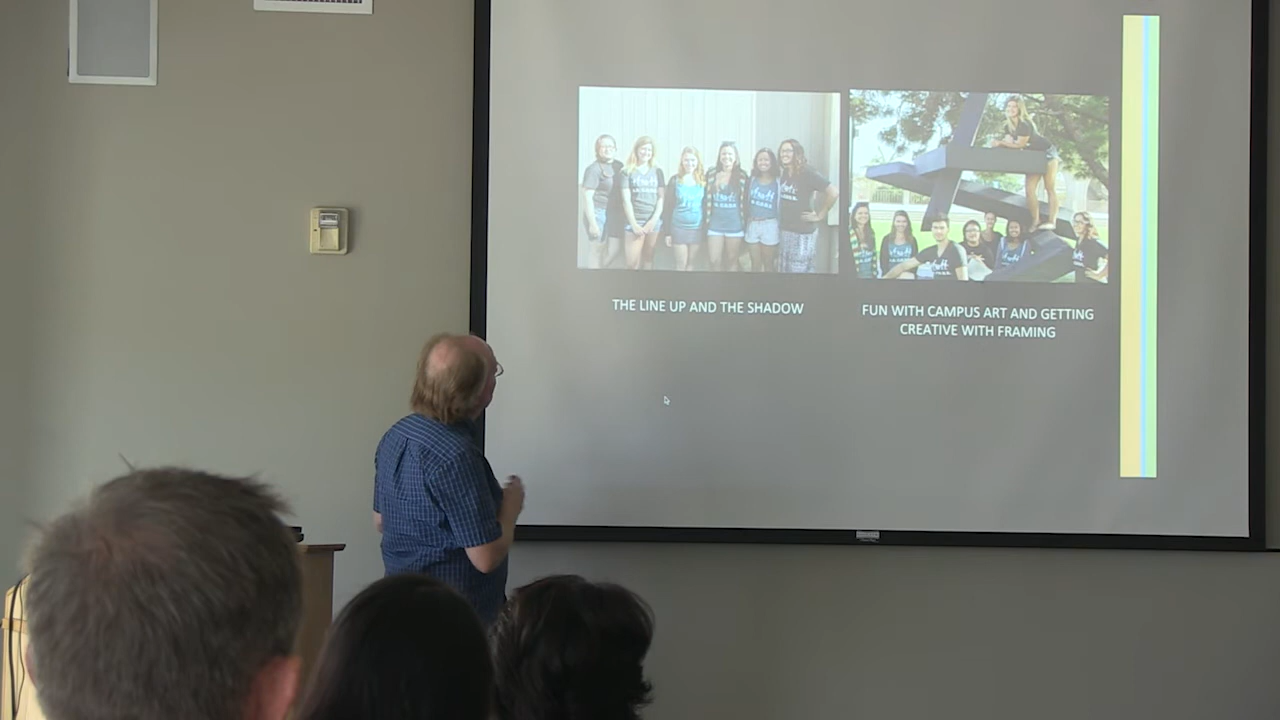 THE LINE UP AND THE SHADOW
FUN WITH CAMPUS ART AND GETTING
CREATIVE WITH FRAMING